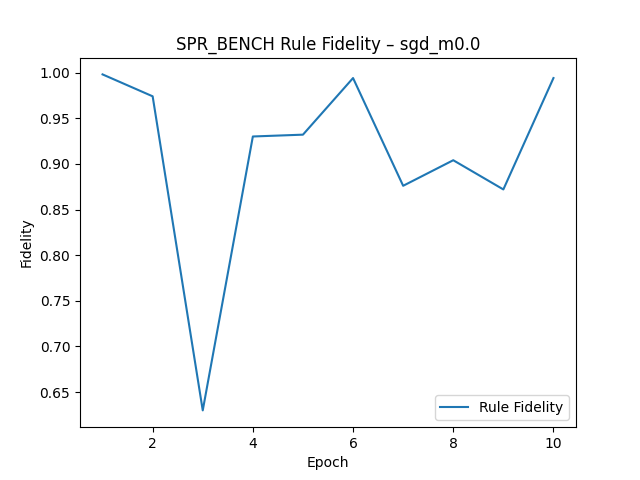 SPR_BENCH Rule Fidelity – sgd_m0.0
1.00
0.95
0.90
0.85
0.80
0.75
0.70
0.65
Fidelity
Rule Fidelity
2 4 6 8 10
Epoch